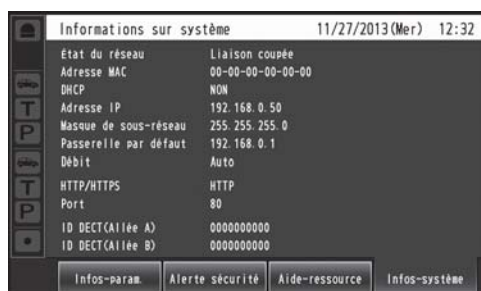 Informations sur système 11/27/2013(Mer) 12:32
État du réseau Liaison coupée
Adresse MAC 00-00-00-00-00-00
DHCP NON
Adresse IP 192.168.0.50
Masque de sous-réseau 255.255.255.0
Passerelle par défaut 192.168.0.1
Débit Auto
HTTP/HTTPS HTTP
Port 80
ID DECT(Allée A) 0000000000
ID DECT(Allée B) 0000000000
T
P
T
P
Infos-param. Alerte sécurité Aide-ressource Infos-système